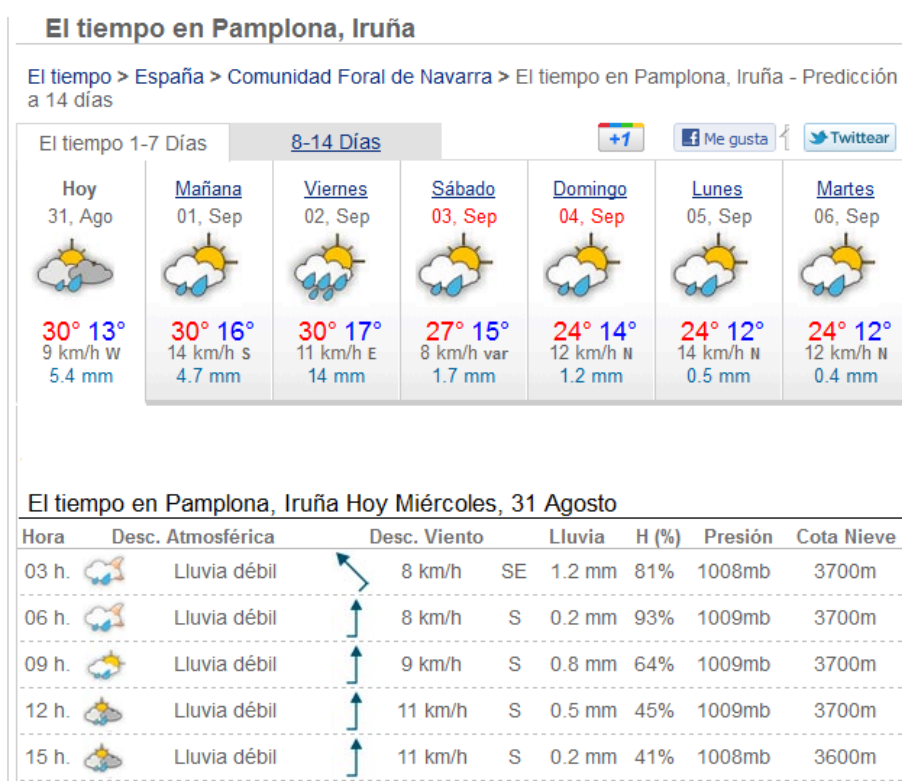 El tiempo en Pamplona, Iruña
El tiempo > España > Comunidad Foral de Navarra > El tiempo en Pamplona, Iruña - Predicción
a 14 días
El tiempo 1-7 Días 8-14 Días +1 Me gusta Twittear
Hoy Mañana Viernes Sábado Domingo Lunes Martes
31, Ago 01, Sep 02, Sep 03, Sep 04, Sep 05, Sep 06, Sep
30° 13° 30° 16° 30° 17° 27° 15° 24° 14° 24° 12° 24° 12°
9 km/h W 14 km/h S 11 km/h E 8 km/h var 12 km/h N 14 km/h N 12 km/h N
5.4 mm 4.7 mm 14 mm 1.7 mm 1.2 mm 0.5 mm 0.4 mm
El tiempo en Pamplona, Iruña Hoy Miércoles, 31 Agosto
Hora Desc. Atmosférica Desc. Viento Lluvia H (%) Presión Cota Nieve
03 h. Lluvia débil 8 km/h SE 1.2 mm 81% 1008mb 3700m
06 h. Lluvia débil 8 km/h S 0.2 mm 93% 1009mb 3700m
09 h. Lluvia débil 9 km/h S 0.8 mm 64% 1009mb 3700m
12 h. Lluvia débil 11 km/h S 0.5 mm 45% 1009mb 3700m
15 h. Lluvia débil 11 km/h S 0.2 mm 41% 1008mb 3600m